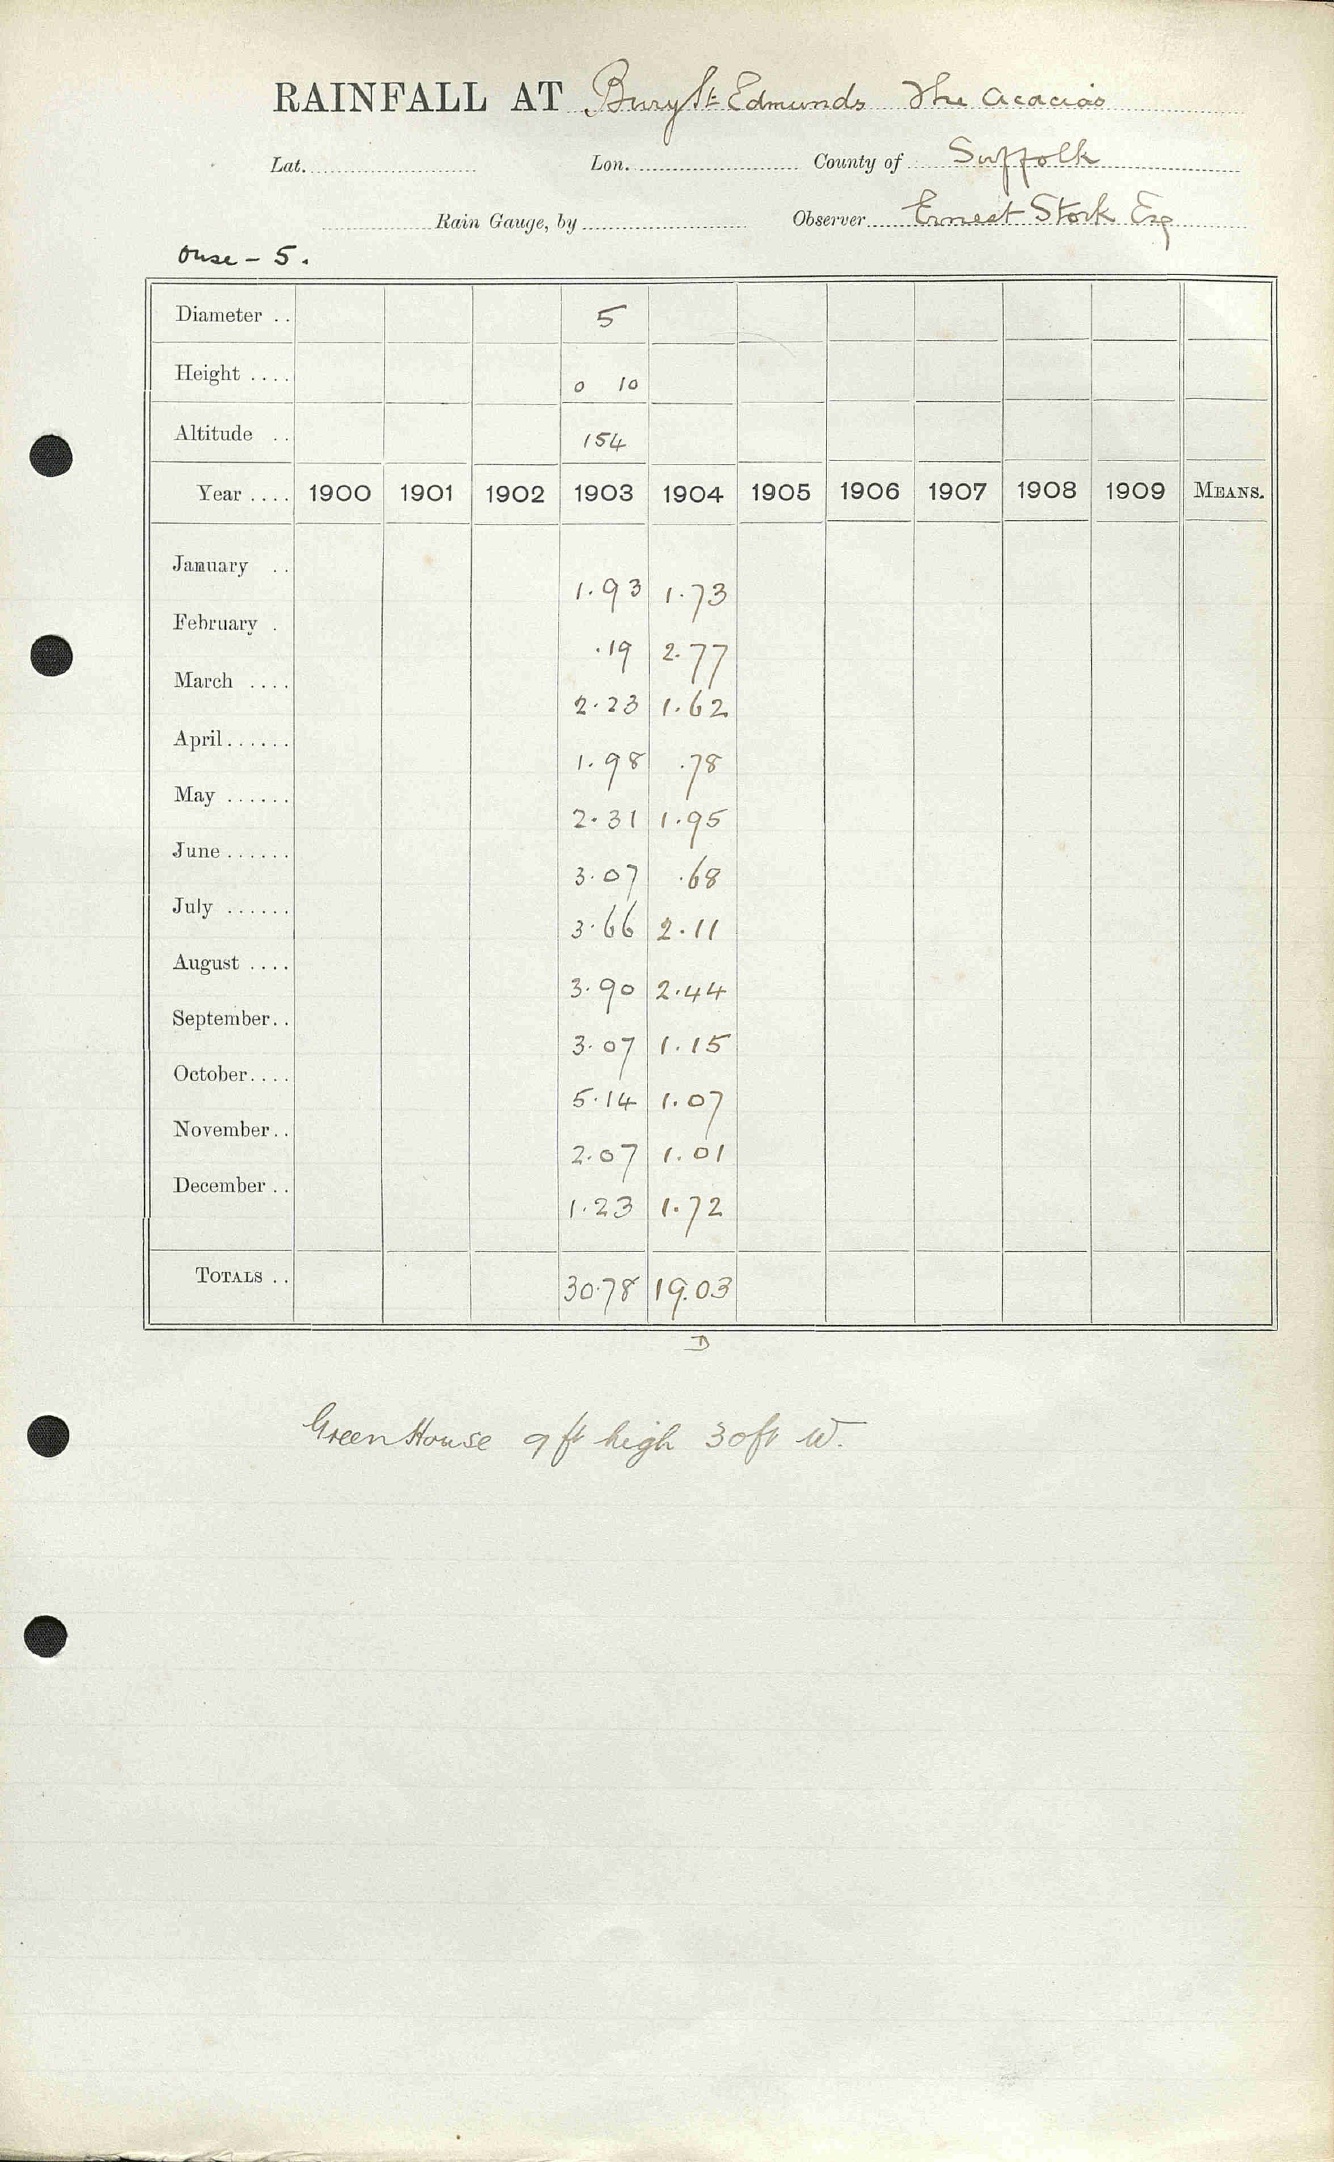 RAINFALL AT Bury St Edmunds The Acacias
Lat. Lon. County of Suffolk
Rain Gauge, by Observer Ernest Stork Esq
Ouse - 5.
Diameter .. 5
Height .... 0 10
Altitude .. 154
Year .... 1900 1901 1902 1903 1904 1905 1906 1907 1908 1909 MEANS.
January .. 1.93 1.73
February . .19 2.77
March .... 2.23 1.62
April...... 1.98 .78
May ...... 2.31 1.95
June...... 3.07 .68
July ...... 3.66 2.11
August .... 3.90 2.44
September.. 3.07 1.15
October.... 5.14 1.07
November.. 2.07 1.01
December .. 1.23 1.72
TOTALS .. 30.78 19.03
D
Green House 9 ft high 30ft W.